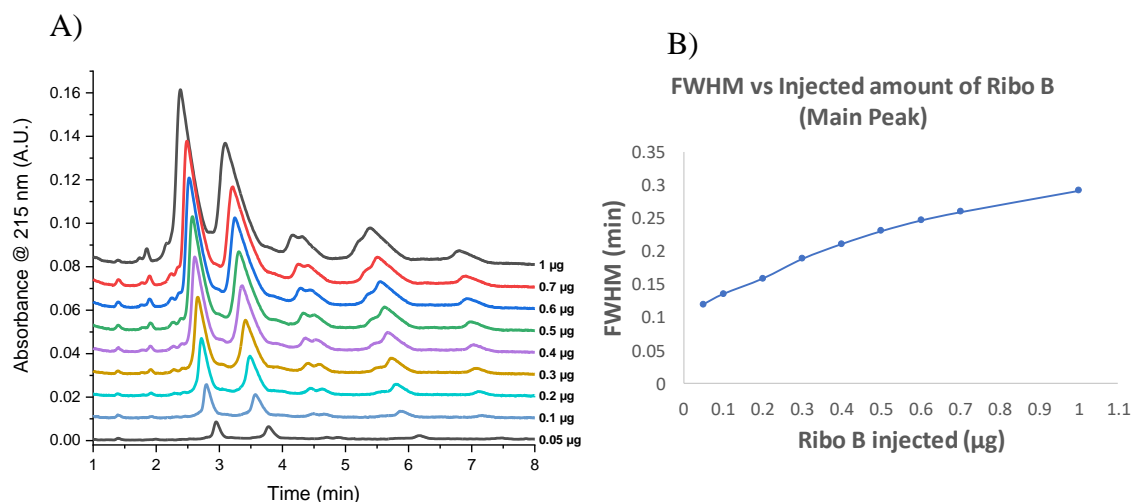 A)
Absorbance @ 215 nm (A.U.)
0.16
0.14
0.12
0.10
0.08
0.06
0.04
0.02
0.00
1 µg
0.7 µg
0.6 µg
0.5 µg
0.4 µg
0.3 µg
0.2 µg
0.1 µg
0.05 µg
1 2 3 4 5 6 7 8
Time (min)
B)
FWHM vs Injected amount of Ribo B
(Main Peak)
FWHM (min)
0.35
0.3
0.25
0.2
0.15
0.1
0.05
0
0 0.1 0.2 0.3 0.4 0.5 0.6 0.7 0.8 0.9 1 1.1
Ribo B injected (µg)